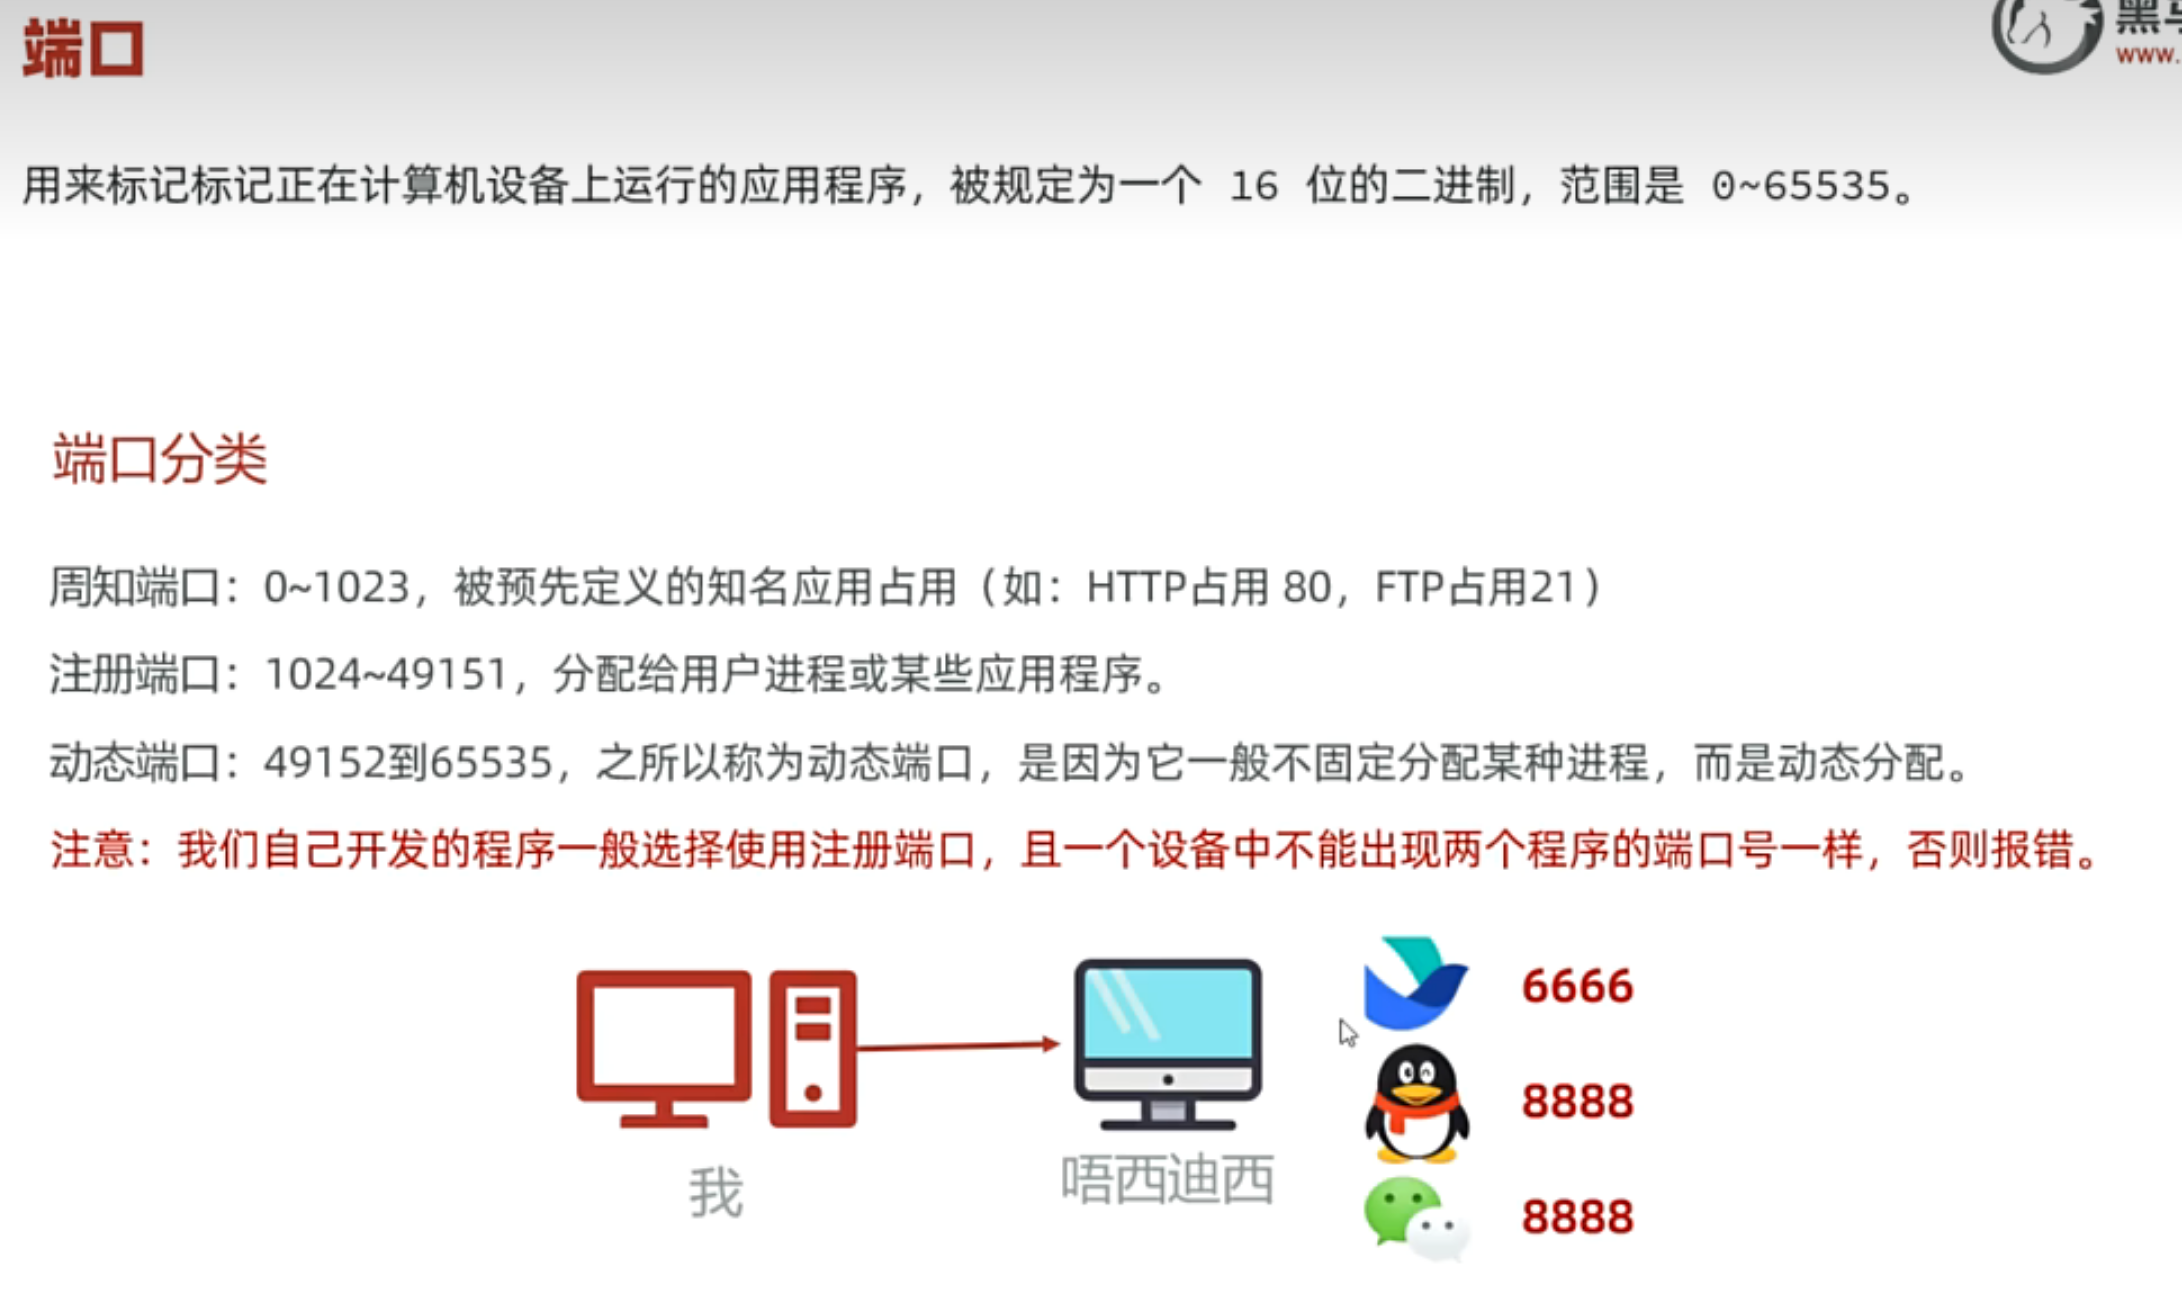 端口
www.
用来标记标记正在计算机设备上运行的应用程序，被规定为一个 16 位的二进制，范围是 0~65535。
端口分类
周知端口：0~1023，被预先定义的知名应用占用（如：HTTP占用 80，FTP占用21）
注册端口：1024~49151，分配给用户进程或某些应用程序。
动态端口：49152到65535，之所以称为动态端口，是因为它一般不固定分配某种进程，而是动态分配。
注意：我们自己开发的程序一般选择使用注册端口，且一个设备中不能出现两个程序的端口号一样，否则报错。
6666
8888
8888
我
唔西迪西